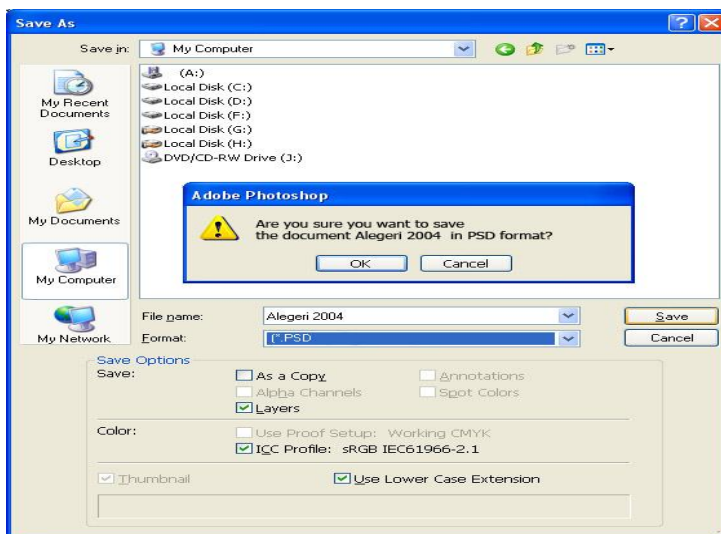 Save As
Save in: My Computer
(A:)
Local Disk (C:)
Local Disk (D:)
Local Disk (F:)
Local Disk (G:)
Local Disk (H:)
DVD/CD-RW Drive (J:)
My Recent
Documents
Desktop
My Documents
My Computer
My Network
Adobe Photoshop
Are you sure you want to save
the document Alegeri 2004 in PSD format?
OK Cancel
File name: Alegeri 2004 Save
Format: (*.PSD Cancel
Save Options
Save: As a Copy Annotations
Alpha Channels Spot Colors
Layers
Color: Use Proof Setup: Working CMYK
ICC Profile: sRGB IEC61966-2.1
Thumbnail Use Lower Case Extension